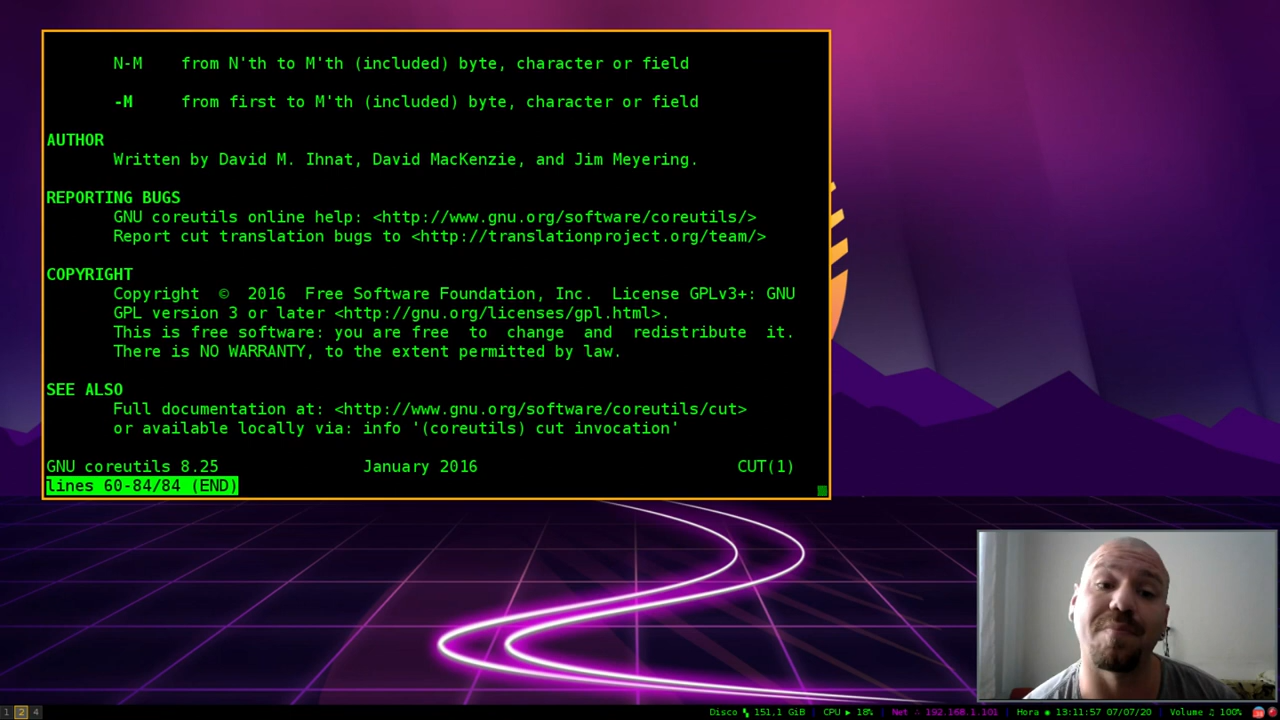 N-M from N'th to M'th (included) byte, character or field
-M from first to M'th (included) byte, character or field
AUTHOR
Written by David M. Ihnat, David MacKenzie, and Jim Meyering.
REPORTING BUGS
GNU coreutils online help: <http://www.gnu.org/software/coreutils/>
Report cut translation bugs to <http://translationproject.org/team/>
COPYRIGHT
Copyright © 2016 Free Software Foundation, Inc. License GPLv3+: GNU
GPL version 3 or later <http://gnu.org/licenses/gpl.html>.
This is free software: you are free to change and redistribute it.
There is NO WARRANTY, to the extent permitted by law.
SEE ALSO
Full documentation at: <http://www.gnu.org/software/coreutils/cut>
or available locally via: info '(coreutils) cut invocation'
GNU coreutils 8.25 January 2016 CUT(1)
lines 60-84/84 (END)
1 2 4 Disco 151,1 GiB CPU ▶ 18% Net 192.168.1.101 Hora 13:11:57 07/07/20 Volume ♫ 100%